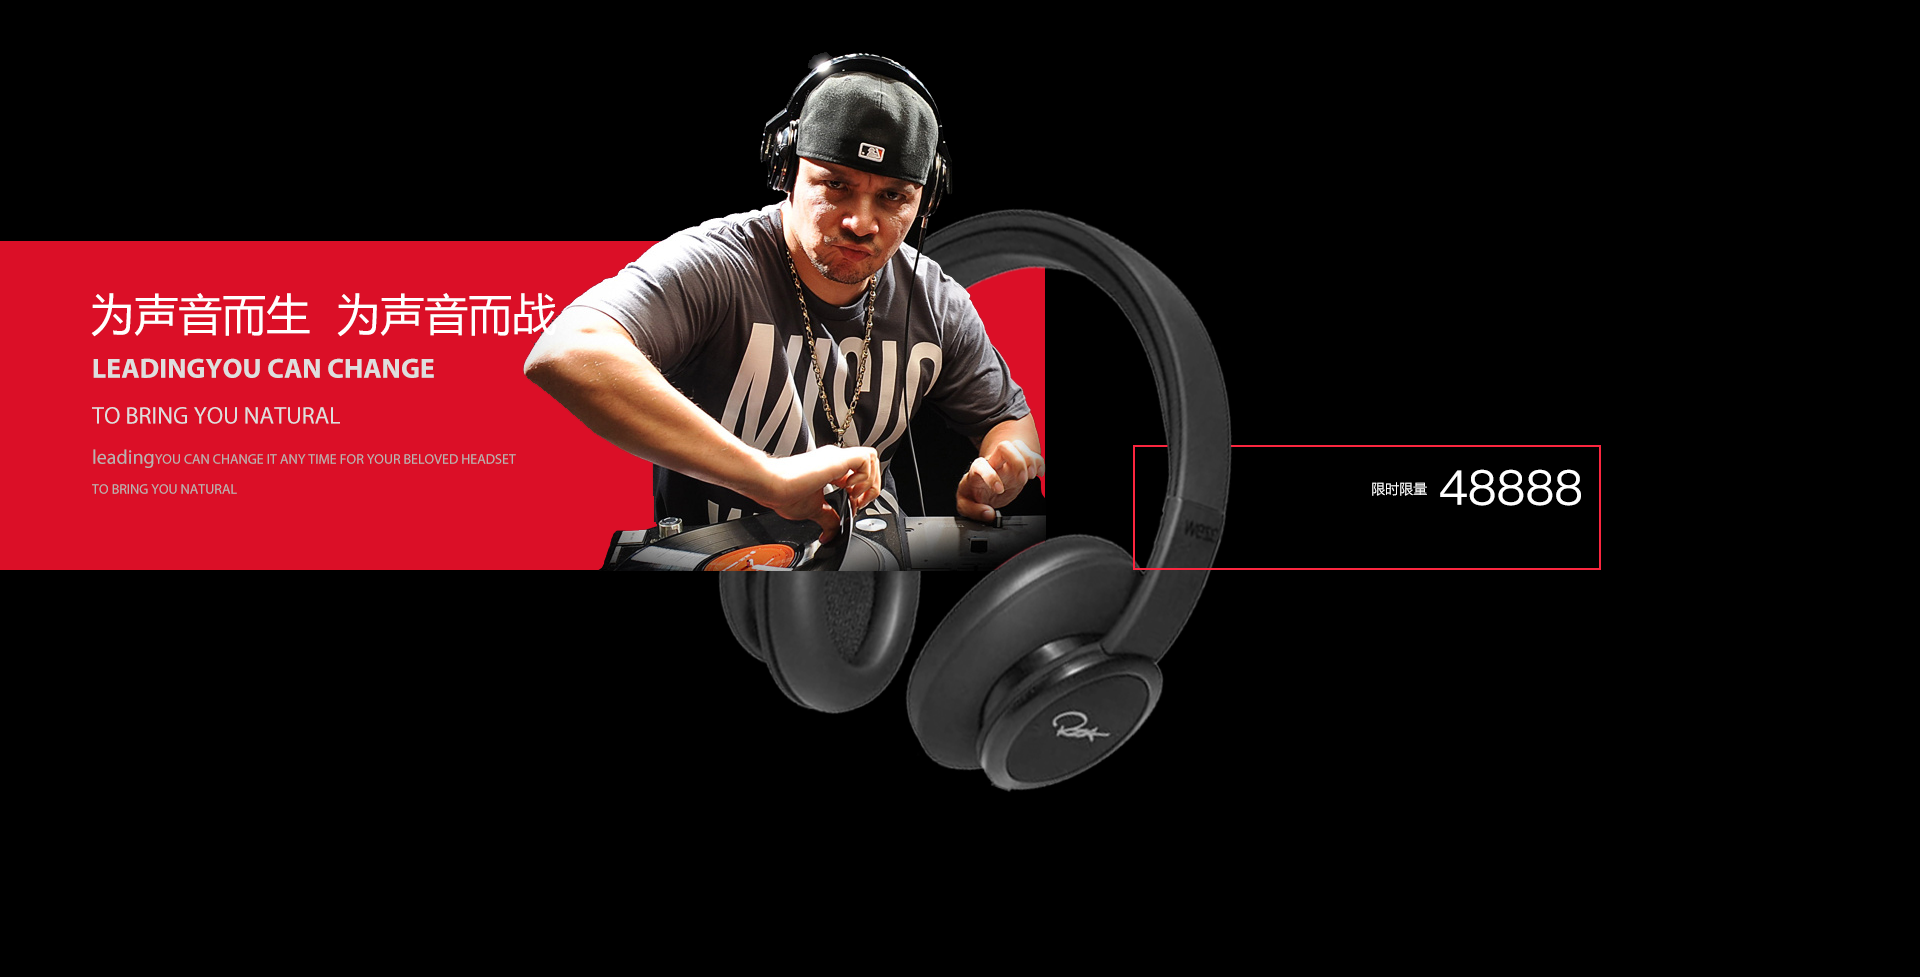 为声音而生 为声音而战
LEADINGYOU CAN CHANGE
TO BRING YOU NATURAL
leadingYOU CAN CHANGE IT ANY TIME FOR YOUR BELOVED HEADSET
TO BRING YOU NATURAL
MUSIC
限时限量 48888